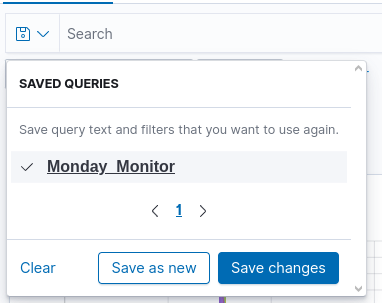 Search
SAVED QUERIES
Save query text and filters that you want to use again.
Monday_Monitor
1
Clear
Save as new
Save changes